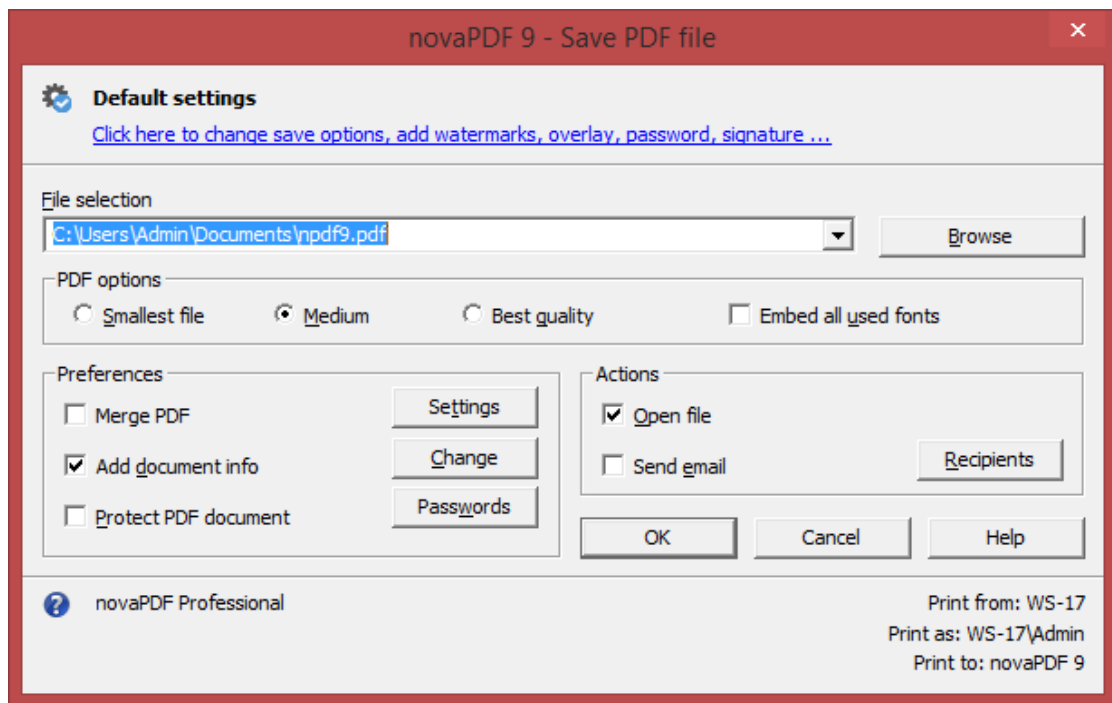 novaPDF 9 - Save PDF file
Default settings
Click here to change save options, add watermarks, overlay, password, signature ...
File selection
C:\Users\Admin\Documents\npdf9.pdf
Browse
PDF options
Smallest file
Medium
Best quality
Embed all used fonts
Preferences
Merge PDF
Settings
Add document info
Change
Protect PDF document
Passwords
Actions
Open file
Send email
Recipients
OK
Cancel
Help
novaPDF Professional
Print from: WS-17
Print as: WS-17\Admin
Print to: novaPDF 9